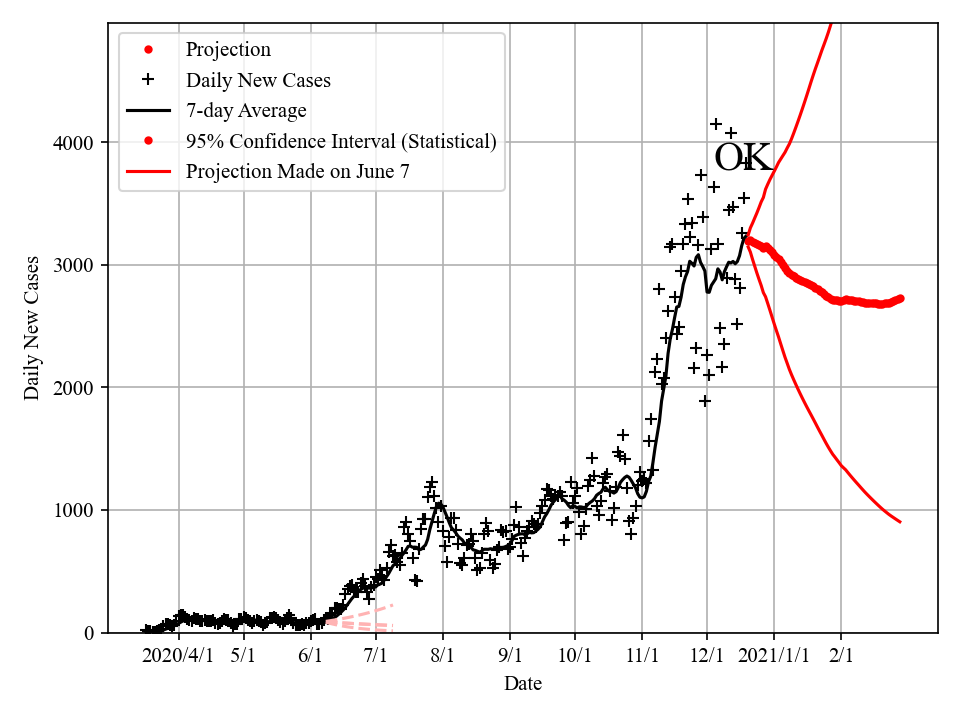 Projection
Daily New Cases
7-day Average
95% Confidence Interval (Statistical)
Projection Made on June 7
OK
4000
3000
2000
1000
0
Daily New Cases
2020/4/1 5/1 6/1 7/1 8/1 9/1 10/1 11/1 12/1 2021/1/1 2/1
Date